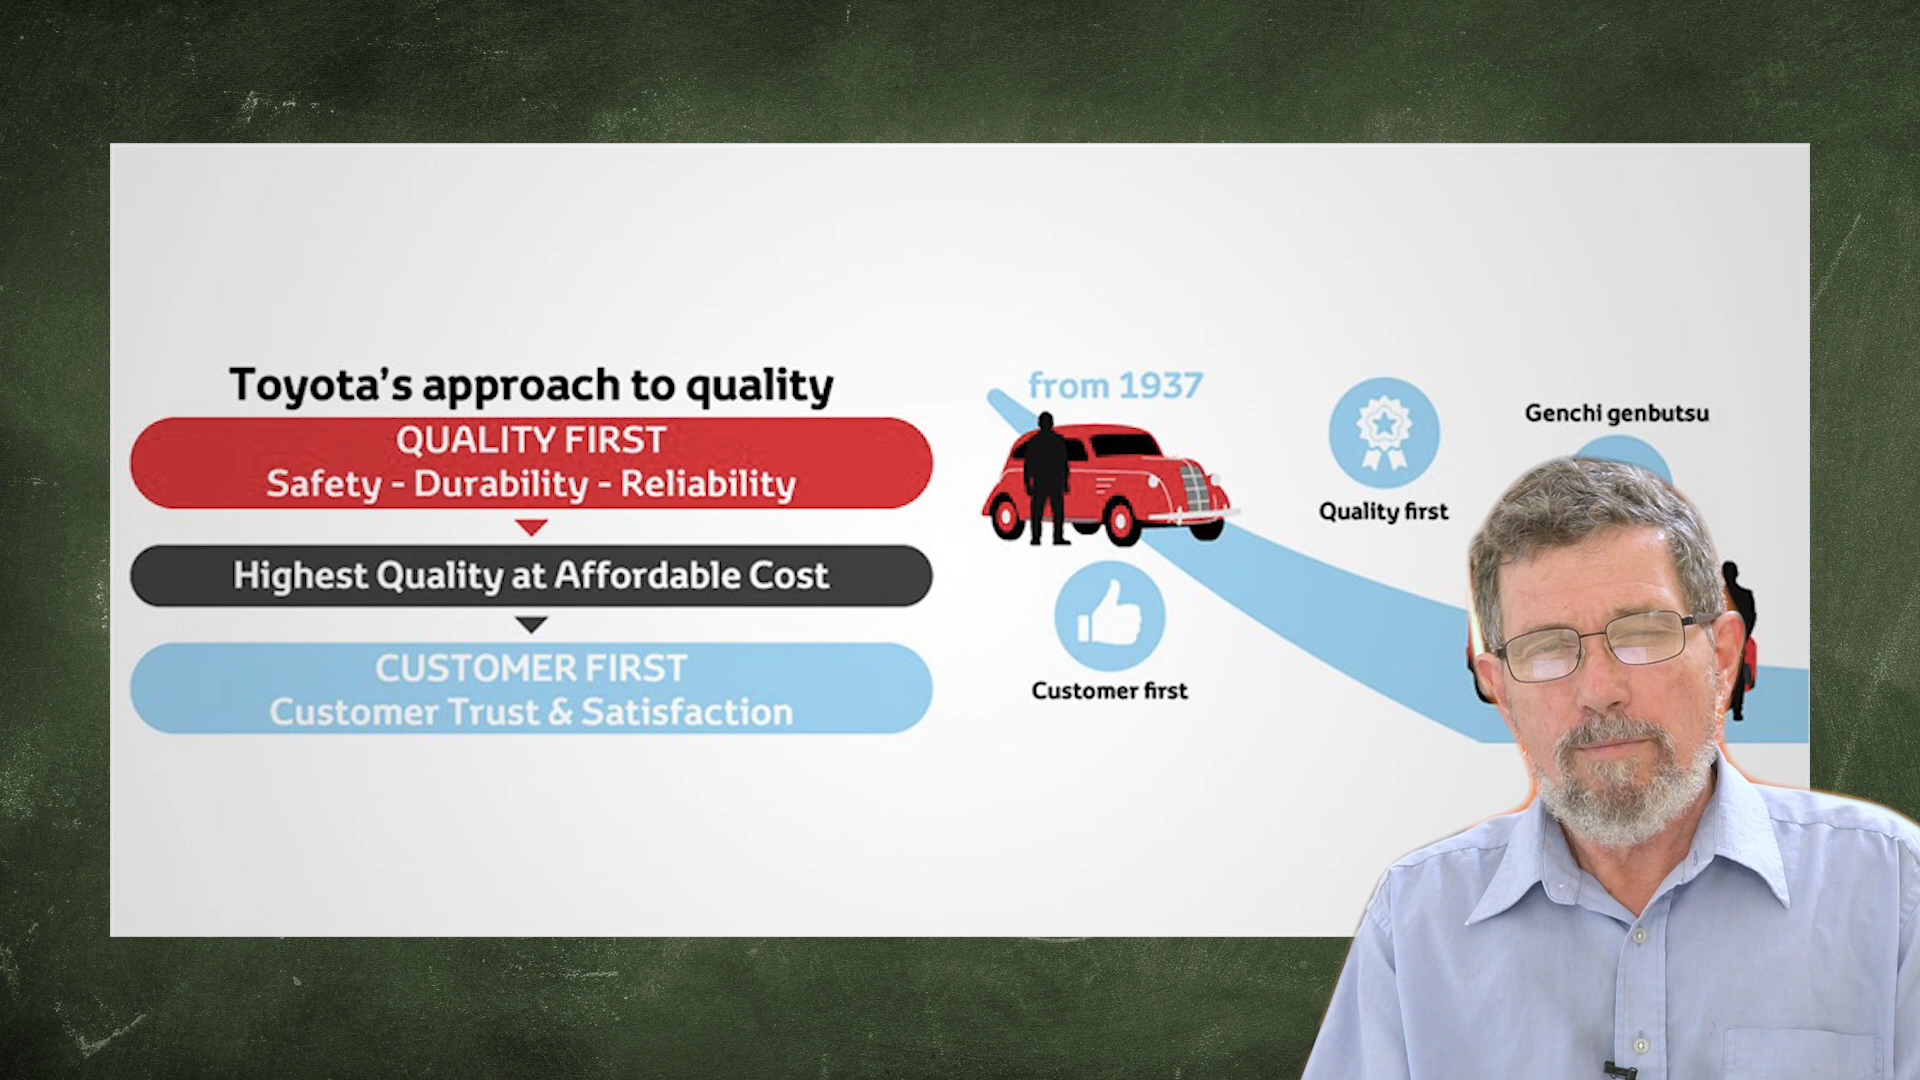 Toyota's approach to quality
QUALITY FIRST
Safety - Durability - Reliability
Highest Quality at Affordable Cost
CUSTOMER FIRST
Customer Trust & Satisfaction
from 1937
Quality first
Customer first
Genchi genbutsu